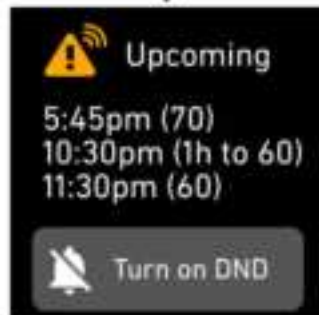 Upcoming
5:45pm (70)
10:30pm (1h to 60)
11:30pm (60)
Turn on DND